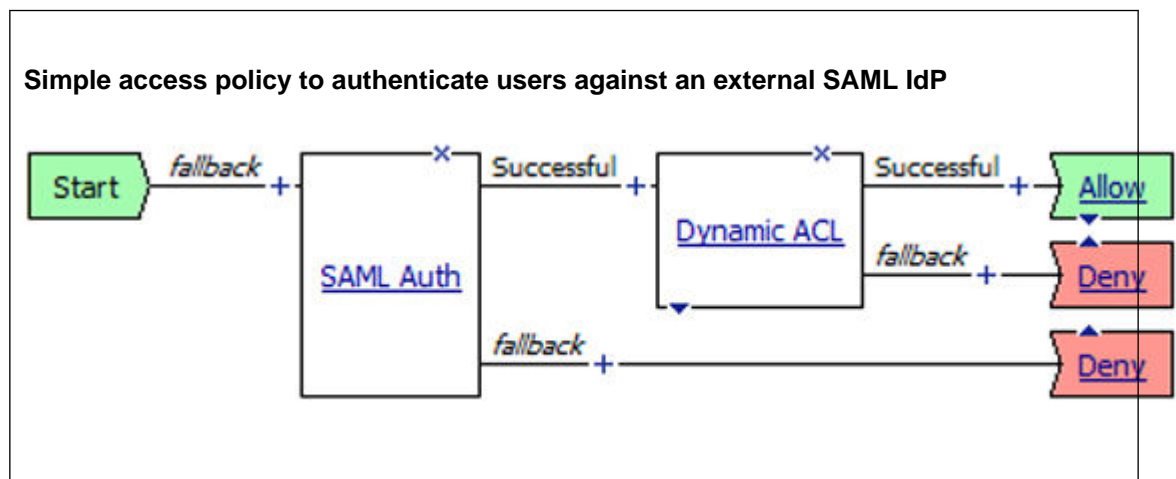 Simple access policy to authenticate users against an external SAML IdP
Start fallback + Successful + Successful + Allow
Dynamic ACL
SAML Auth fallback + Deny
fallback + Deny